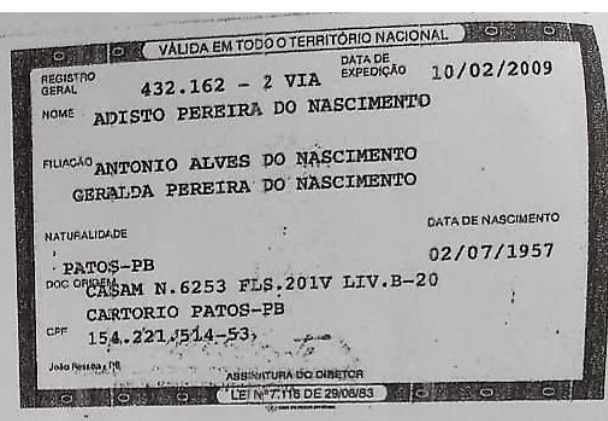 VÁLIDA EM TODO O TERRITÓRIO NACIONAL
REGISTRO GERAL 432.162 - 2 VIA DATA DE EXPEDIÇÃO 10/02/2009
NOME ADISTO PEREIRA DO NASCIMENTO
FILIAÇÃO ANTONIO ALVES DO NASCIMENTO
GERALDA PEREIRA DO NASCIMENTO
NATURALIDADE DATA DE NASCIMENTO
PATOS-PB 02/07/1957
DOC ORIGEM CASAM N.6253 FLS.201V LIV.B-20
CARTORIO PATOS-PB
CPF 154.221.514-53
João Pessoa, PB
ASSINATURA DO DIRETOR
LEI Nº 7.116 DE 29/08/83